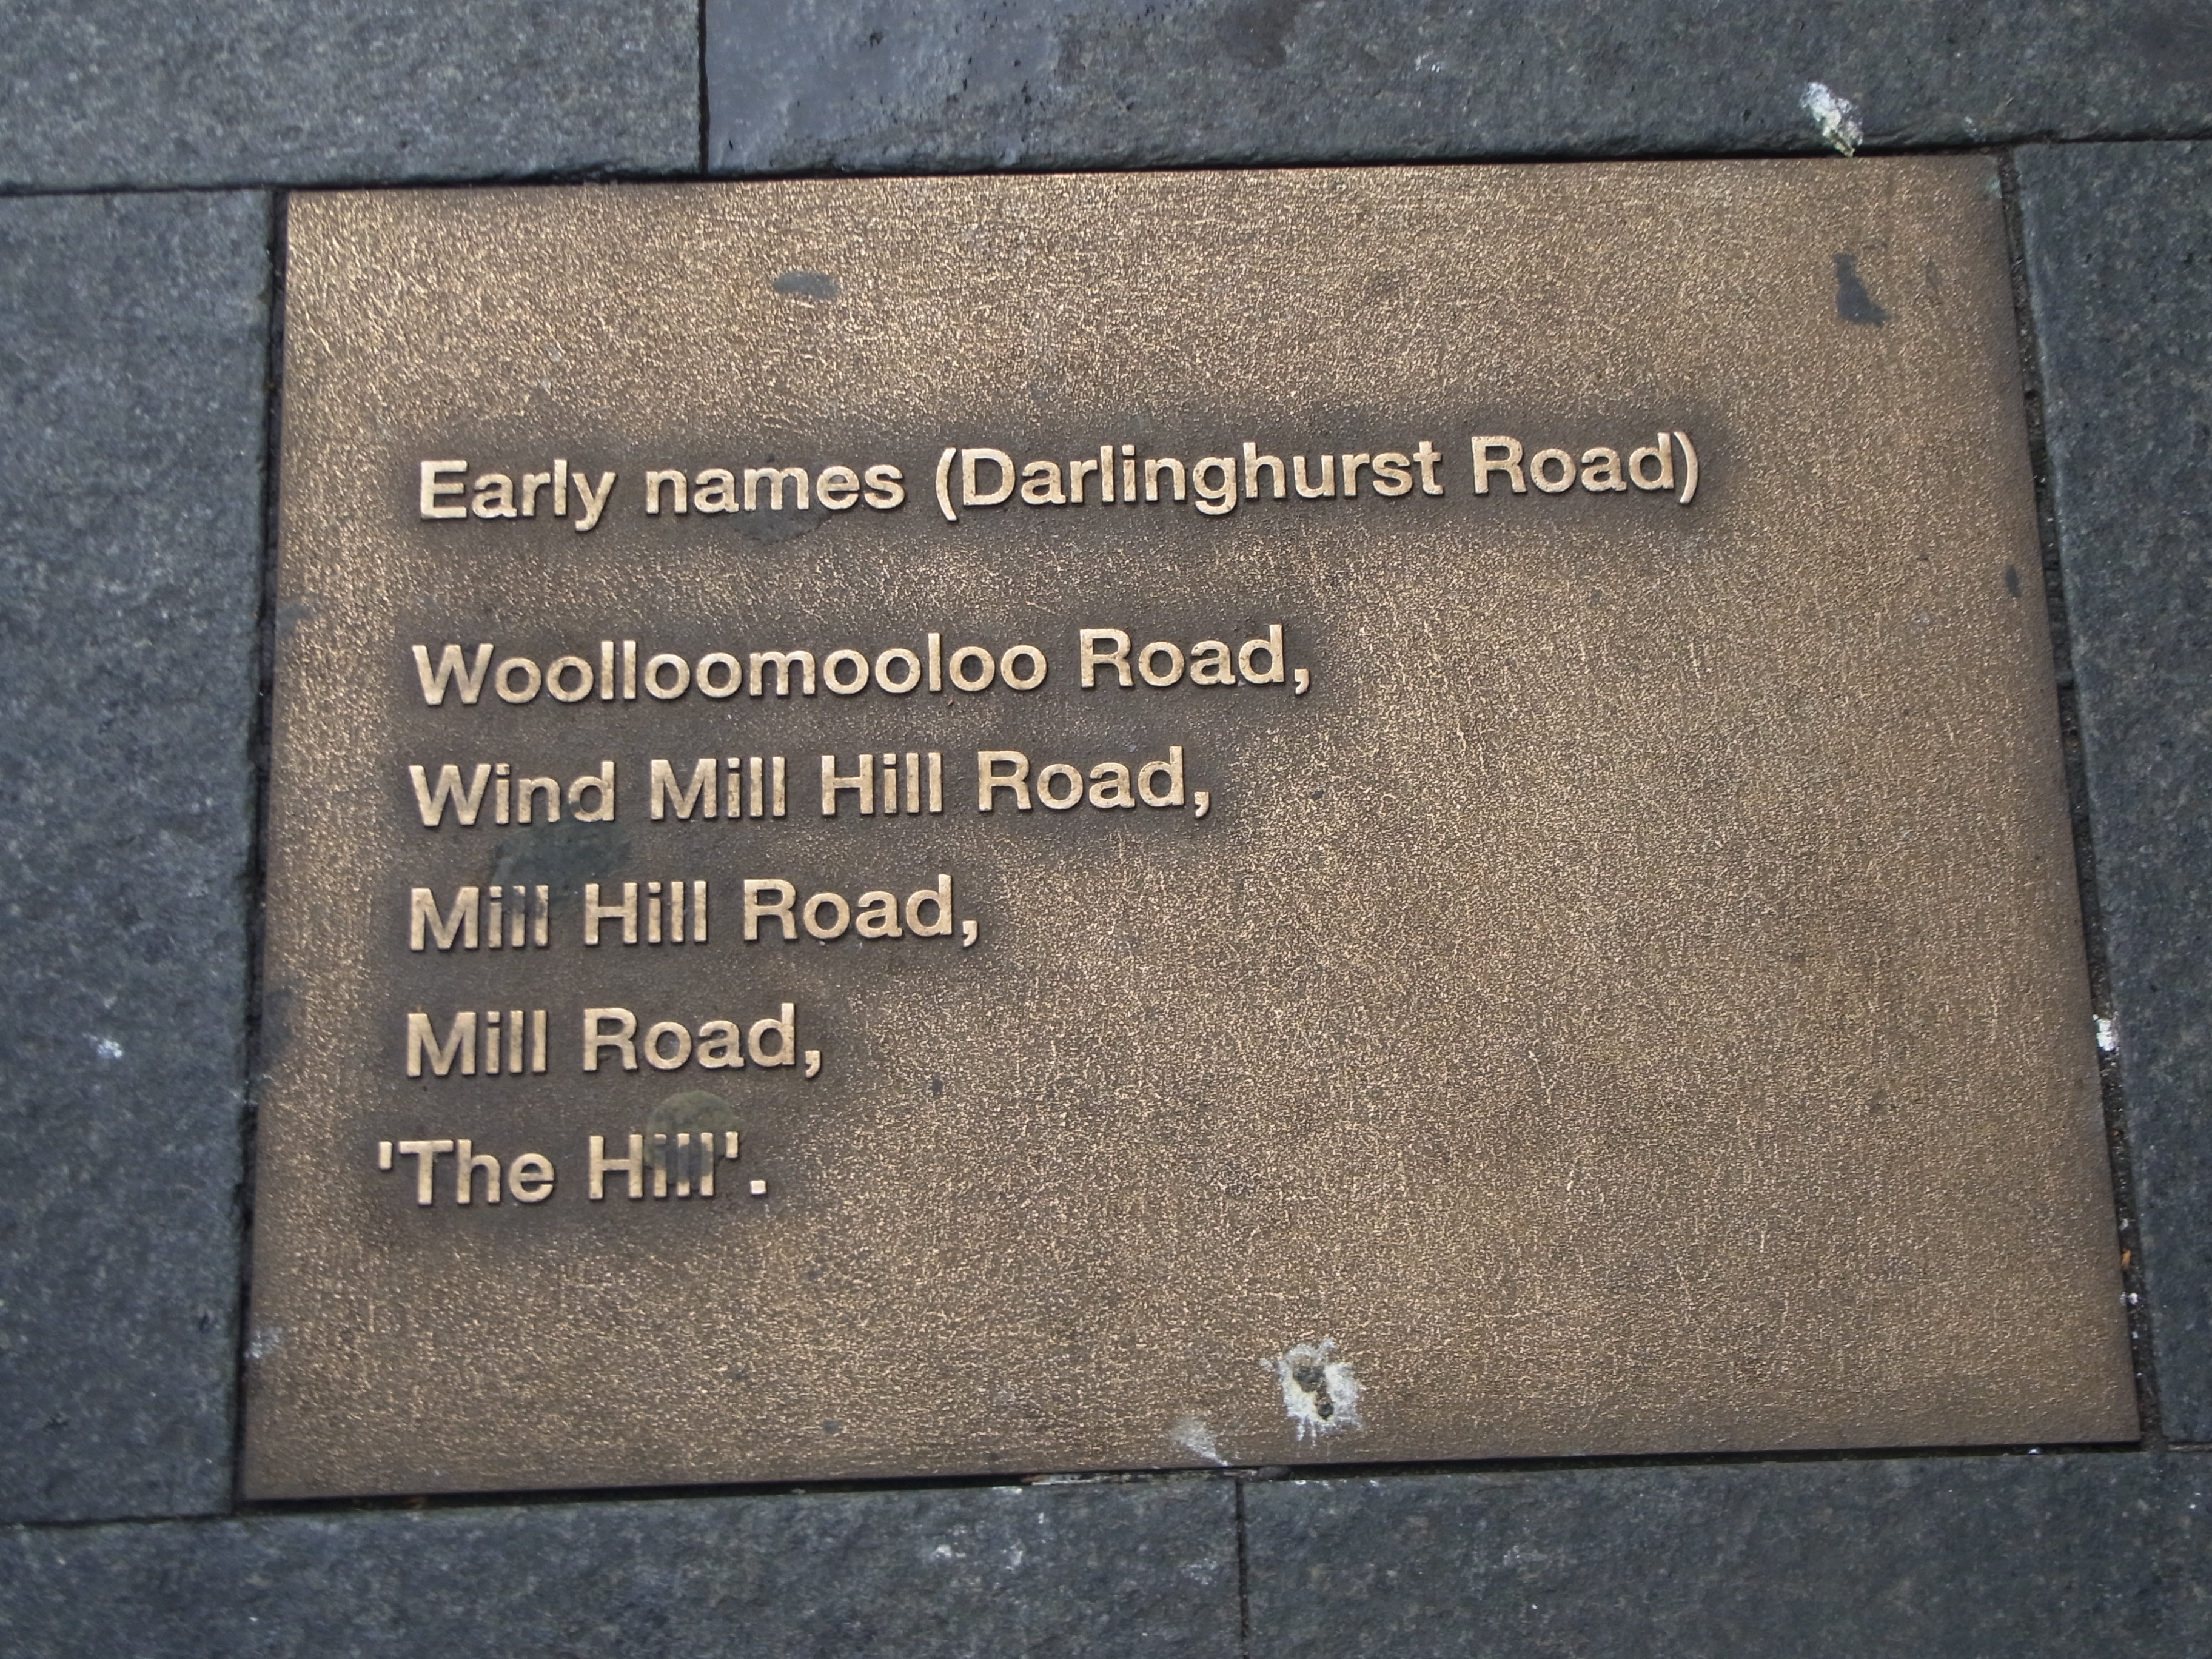 Early names (Darlinghurst Road)
Woolloomooloo Road,
Wind Mill Hill Road,
Mill Hill Road,
Mill Road,
'The Hill'.